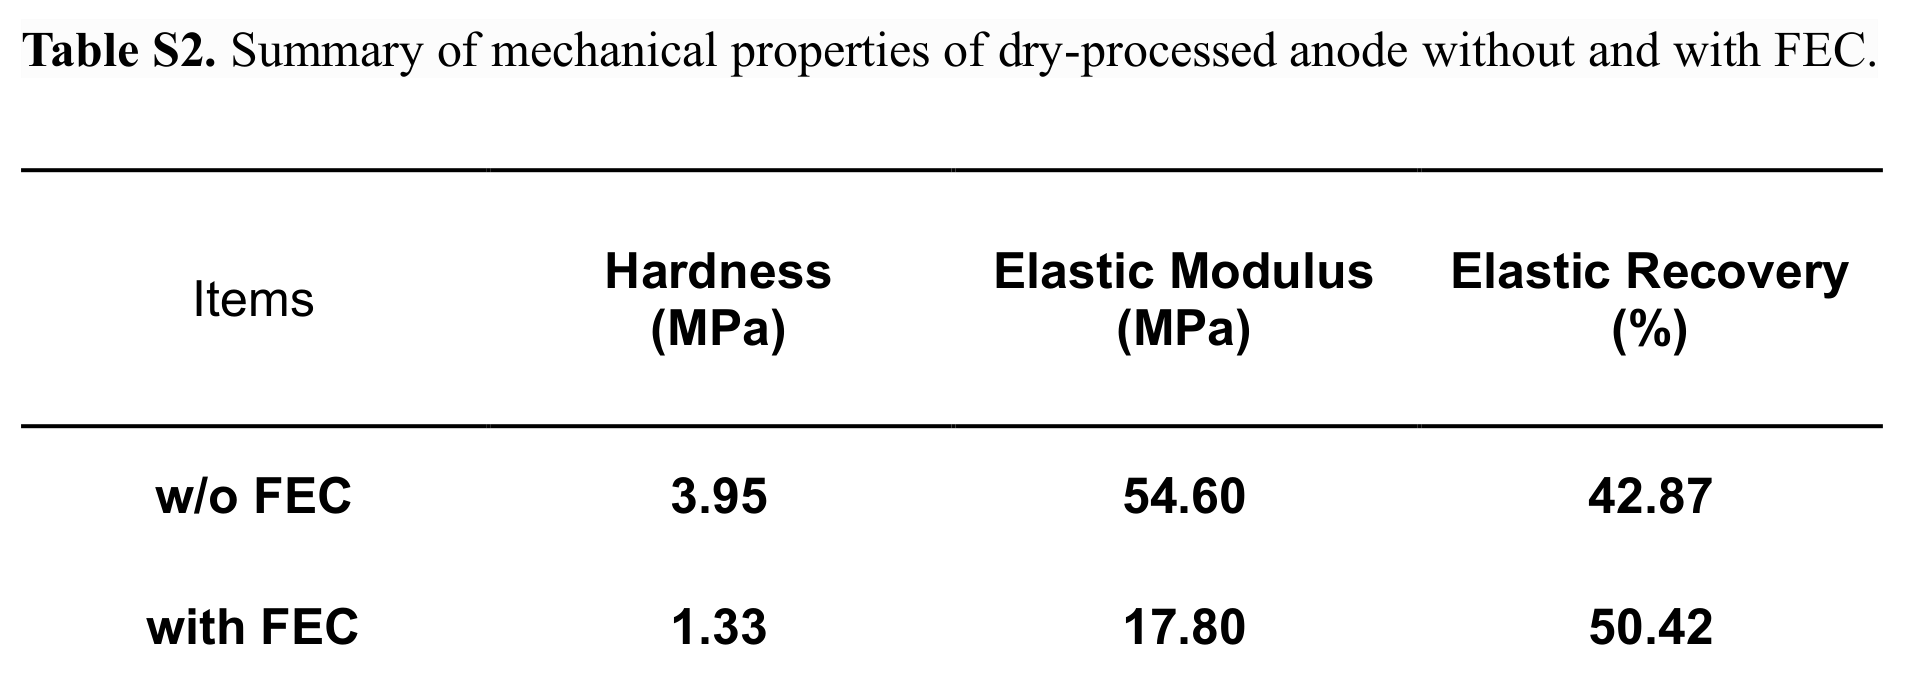 Table S2. Summary of mechanical properties of dry-processed anode without and with FEC.
Items Hardness (MPa) Elastic Modulus (MPa) Elastic Recovery (%)
w/o FEC 3.95 54.60 42.87
with FEC 1.33 17.80 50.42